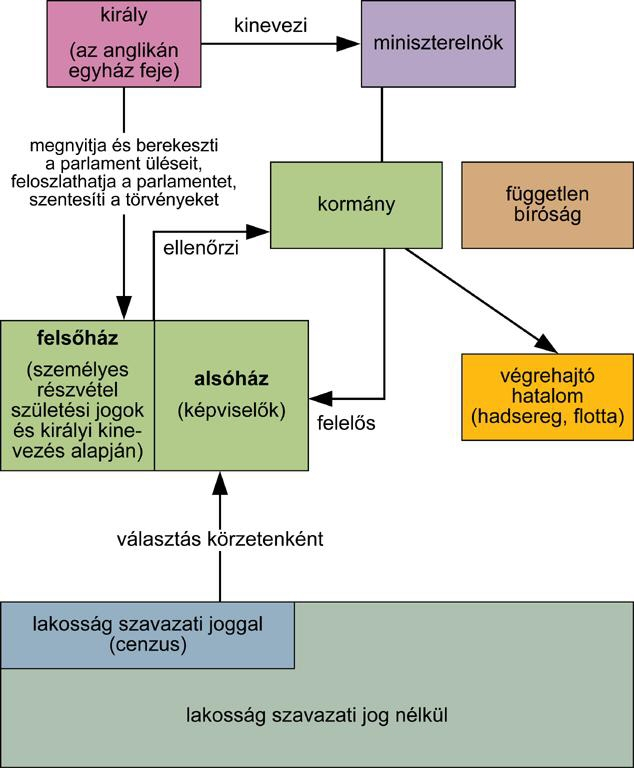 király
(az anglikán
egyház feje)
kinevezi
miniszterelnök
megnyitja és berekeszti
a parlament üléseit,
feloszlathatja a parlamentet,
szentesíti a törvényeket
kormány
független
bíróság
ellenőrzi
felsőház
(személyes
részvétel
születési jogok
és királyi kine-
vezés alapján)
alsóház
(képviselők)
felelős
végrehajtó
hatalom
(hadsereg, flotta)
választás körzetenként
lakosság szavazati joggal
(cenzus)
lakosság szavazati jog nélkül